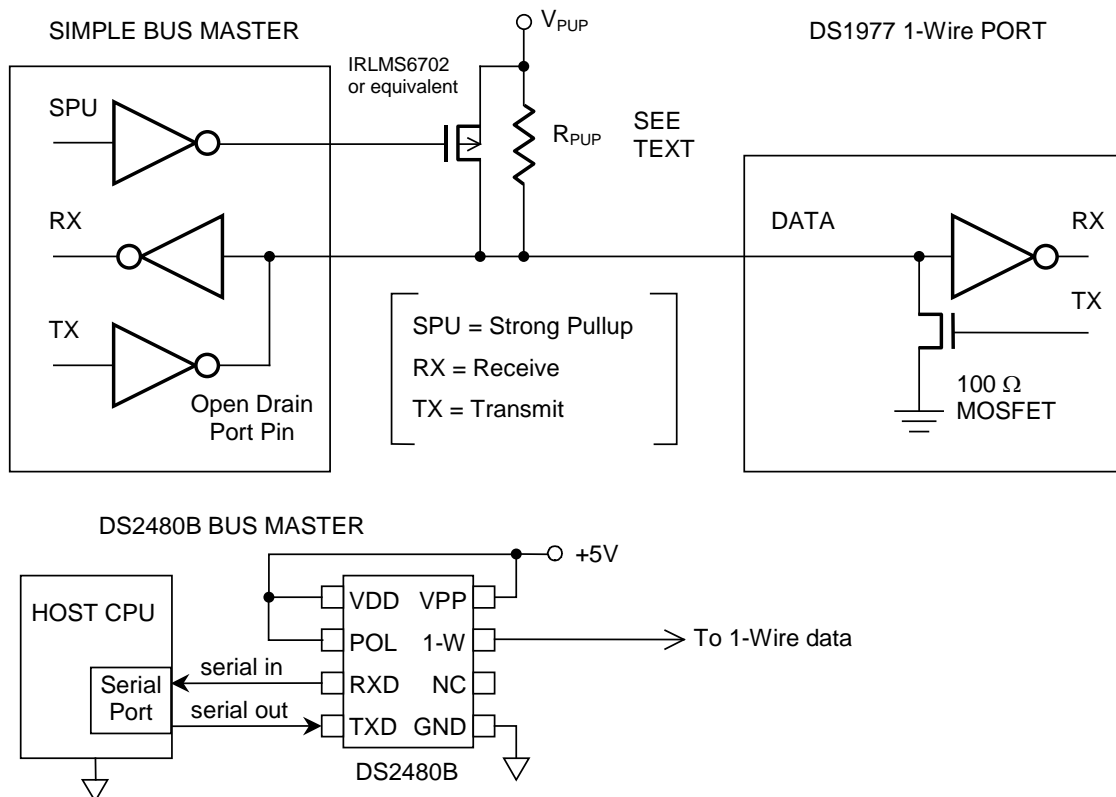 SIMPLE BUS MASTER
V_PUP
DS1977 1-Wire PORT
IRLMS6702
or equivalent
SPU
R_PUP
SEE
TEXT
RX
DATA
RX
TX
TX
SPU = Strong Pullup
RX = Receive
TX = Transmit
Open Drain
Port Pin
100 Ω
MOSFET
DS2480B BUS MASTER
+5V
HOST CPU
VDD
VPP
POL
1-W
To 1-Wire data
serial in
RXD
NC
Serial
Port
serial out
TXD
GND
DS2480B